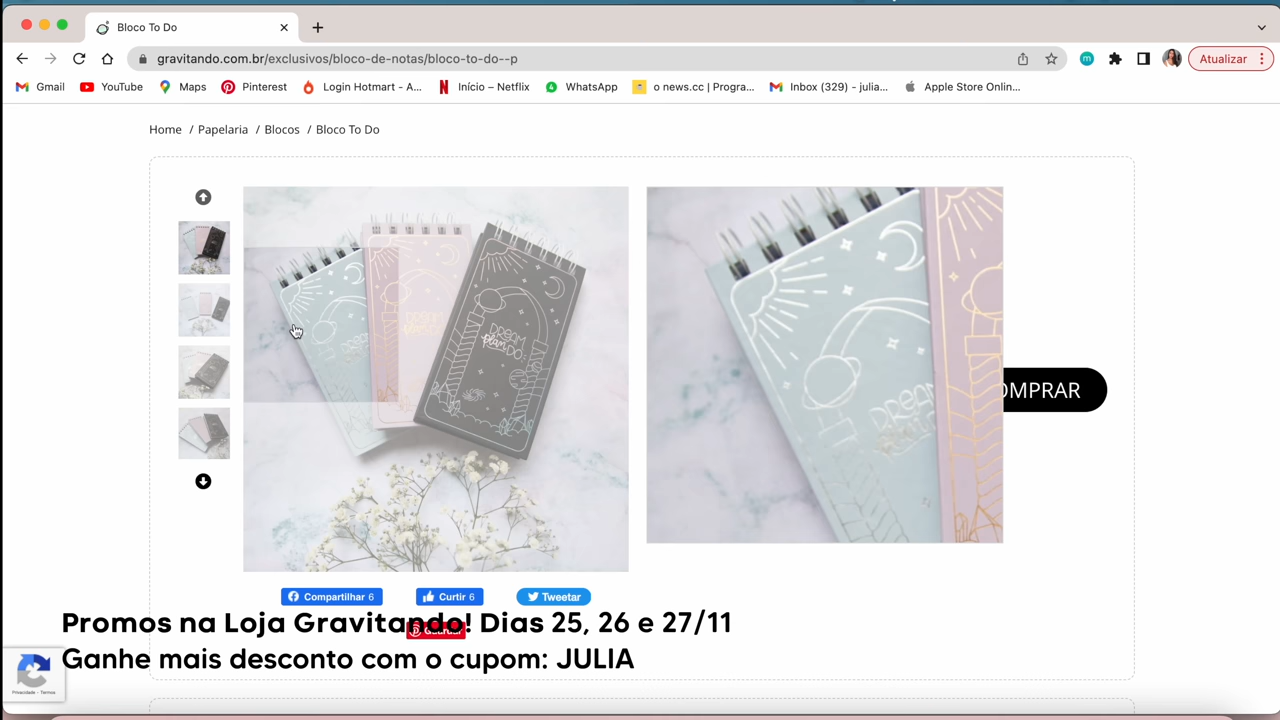 Bloco To Do
gravitando.com.br/exclusivos/bloco-de-notas/bloco-to-do--p
m
Atualizar
Gmail
YouTube
Maps
Pinterest
Login Hotmart - A...
Início – Netflix
WhatsApp
o news.cc | Progra...
Inbox (329) - julia...
Apple Store Onlin...
Home / Papelaria / Blocos / Bloco To Do
DREAM
plan DO
DREAM
OMPRAR
Compartilhar 6
Curtir 6
Tweetar
Guardar
Promos na Loja Gravitando! Dias 25, 26 e 27/11
Ganhe mais desconto com o cupom: JULIA
Privacidade - Termos